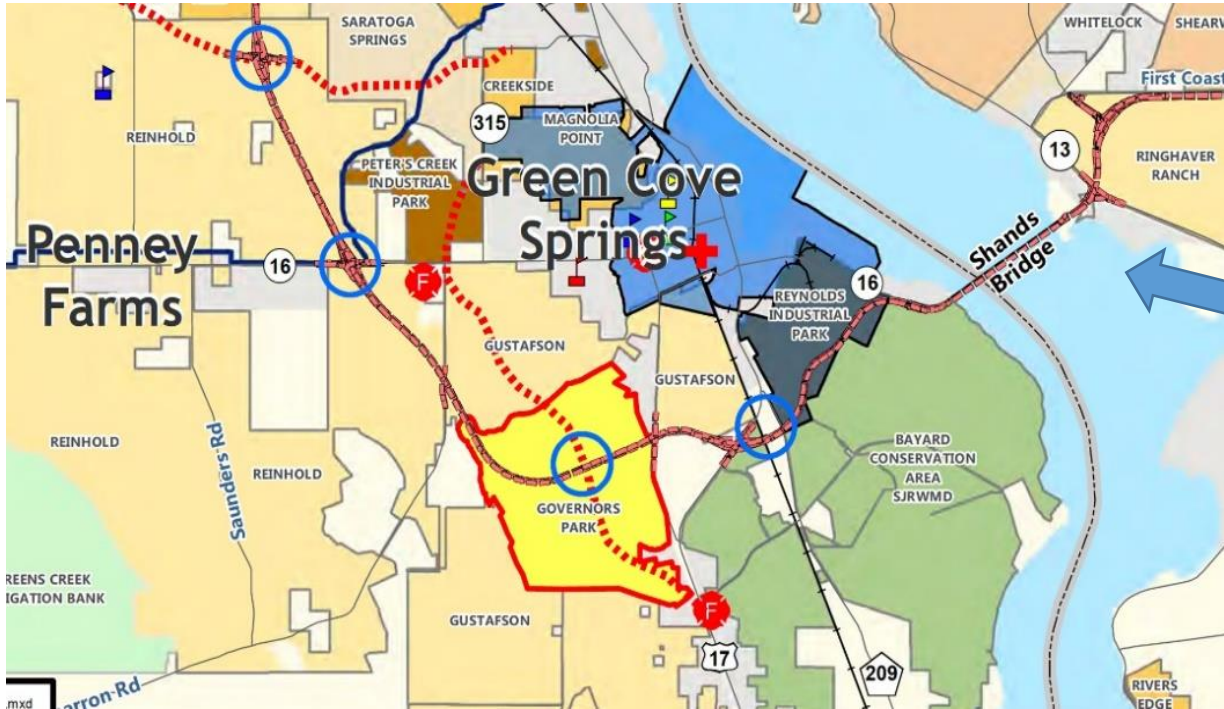 SARATOGA
SPRINGS
WHITELOCK
SHEARW
First Coast
CREEKSIDE
315
MAGNOLIA
POINT
13
RINGHAVER
RANCH
REINHOLD
PETER'S CREEK
INDUSTRIAL
PARK
Green Cove
Springs
Penney
Farms
16
F
Shands
Bridge
16
REYNOLDS
INDUSTRIAL
PARK
GUSTAFSON
GUSTAFSON
REINHOLD
REINHOLD
Saunders Rd
BAYARD
CONSERVATION
AREA
SJRWMD
GOVERNORS
PARK
REENS CREEK
IGATION BANK
GUSTAFSON
F
17
209
RIVERS
EDGE
.mxd
arron Rd